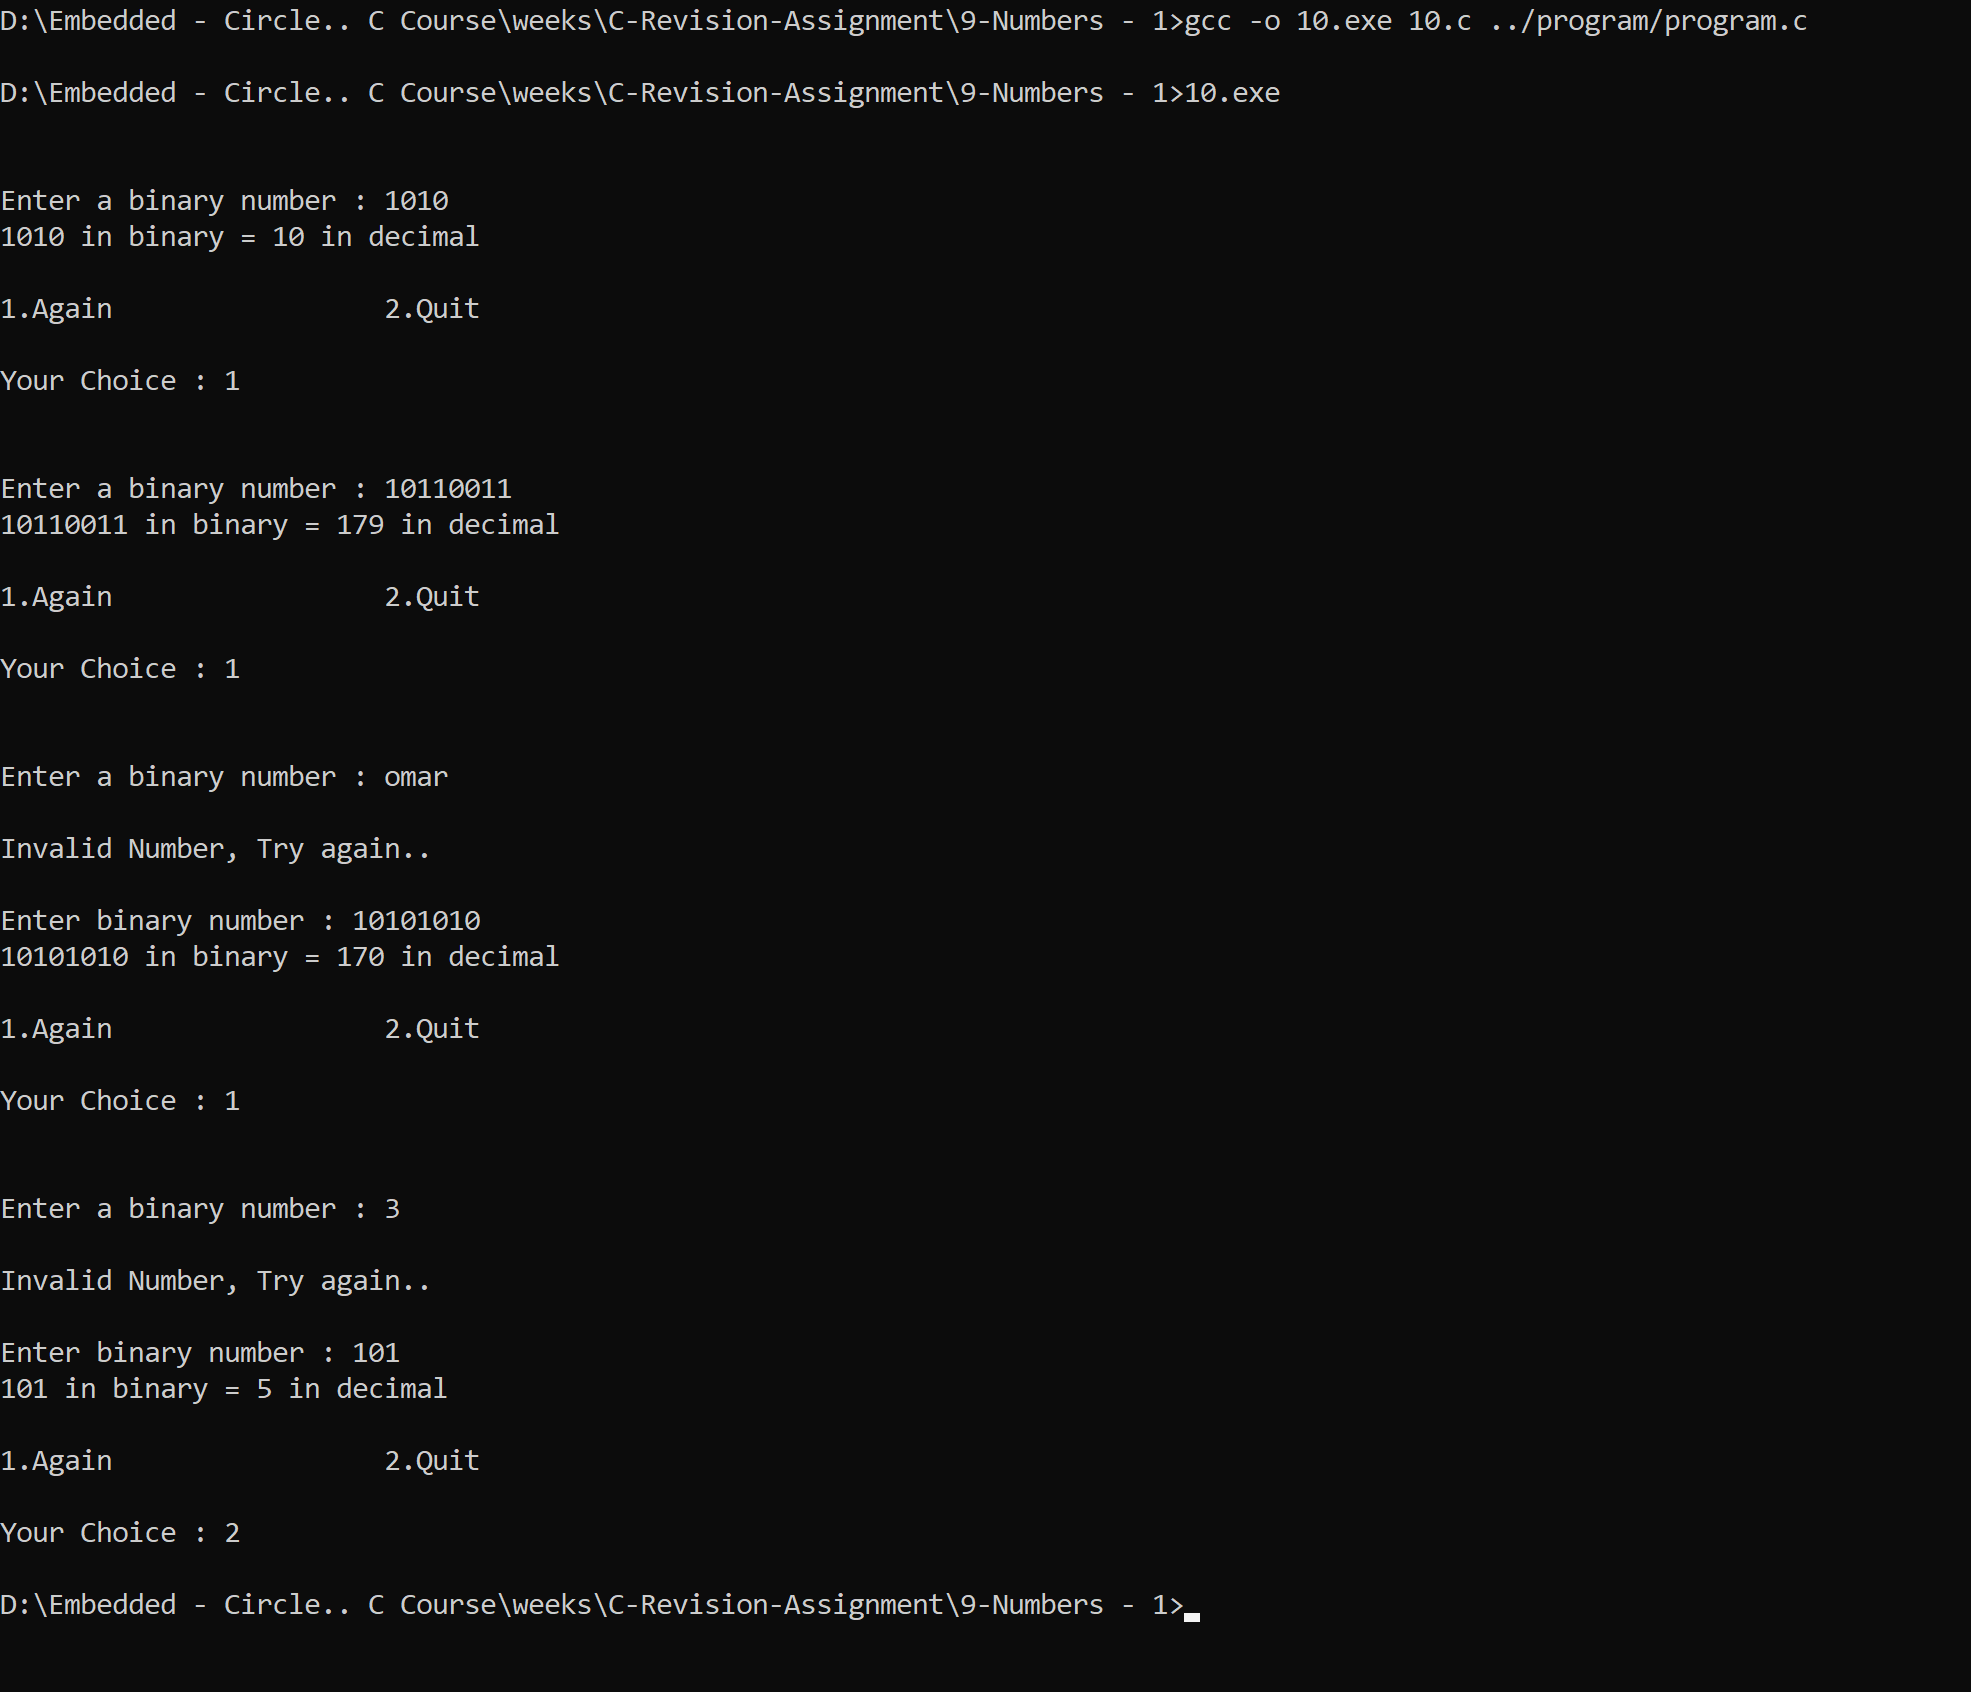 D:\Embedded - Circle.. C Course\weeks\C-Revision-Assignment\9-Numbers - 1>gcc -o 10.exe 10.c ../program/program.c
D:\Embedded - Circle.. C Course\weeks\C-Revision-Assignment\9-Numbers - 1>10.exe
Enter a binary number : 1010
1010 in binary = 10 in decimal
1.Again                 2.Quit
Your Choice : 1
Enter a binary number : 10110011
10110011 in binary = 179 in decimal
1.Again                 2.Quit
Your Choice : 1
Enter a binary number : omar
Invalid Number, Try again..
Enter binary number : 10101010
10101010 in binary = 170 in decimal
1.Again                 2.Quit
Your Choice : 1
Enter a binary number : 3
Invalid Number, Try again..
Enter binary number : 101
101 in binary = 5 in decimal
1.Again                 2.Quit
Your Choice : 2
D:\Embedded - Circle.. C Course\weeks\C-Revision-Assignment\9-Numbers - 1>